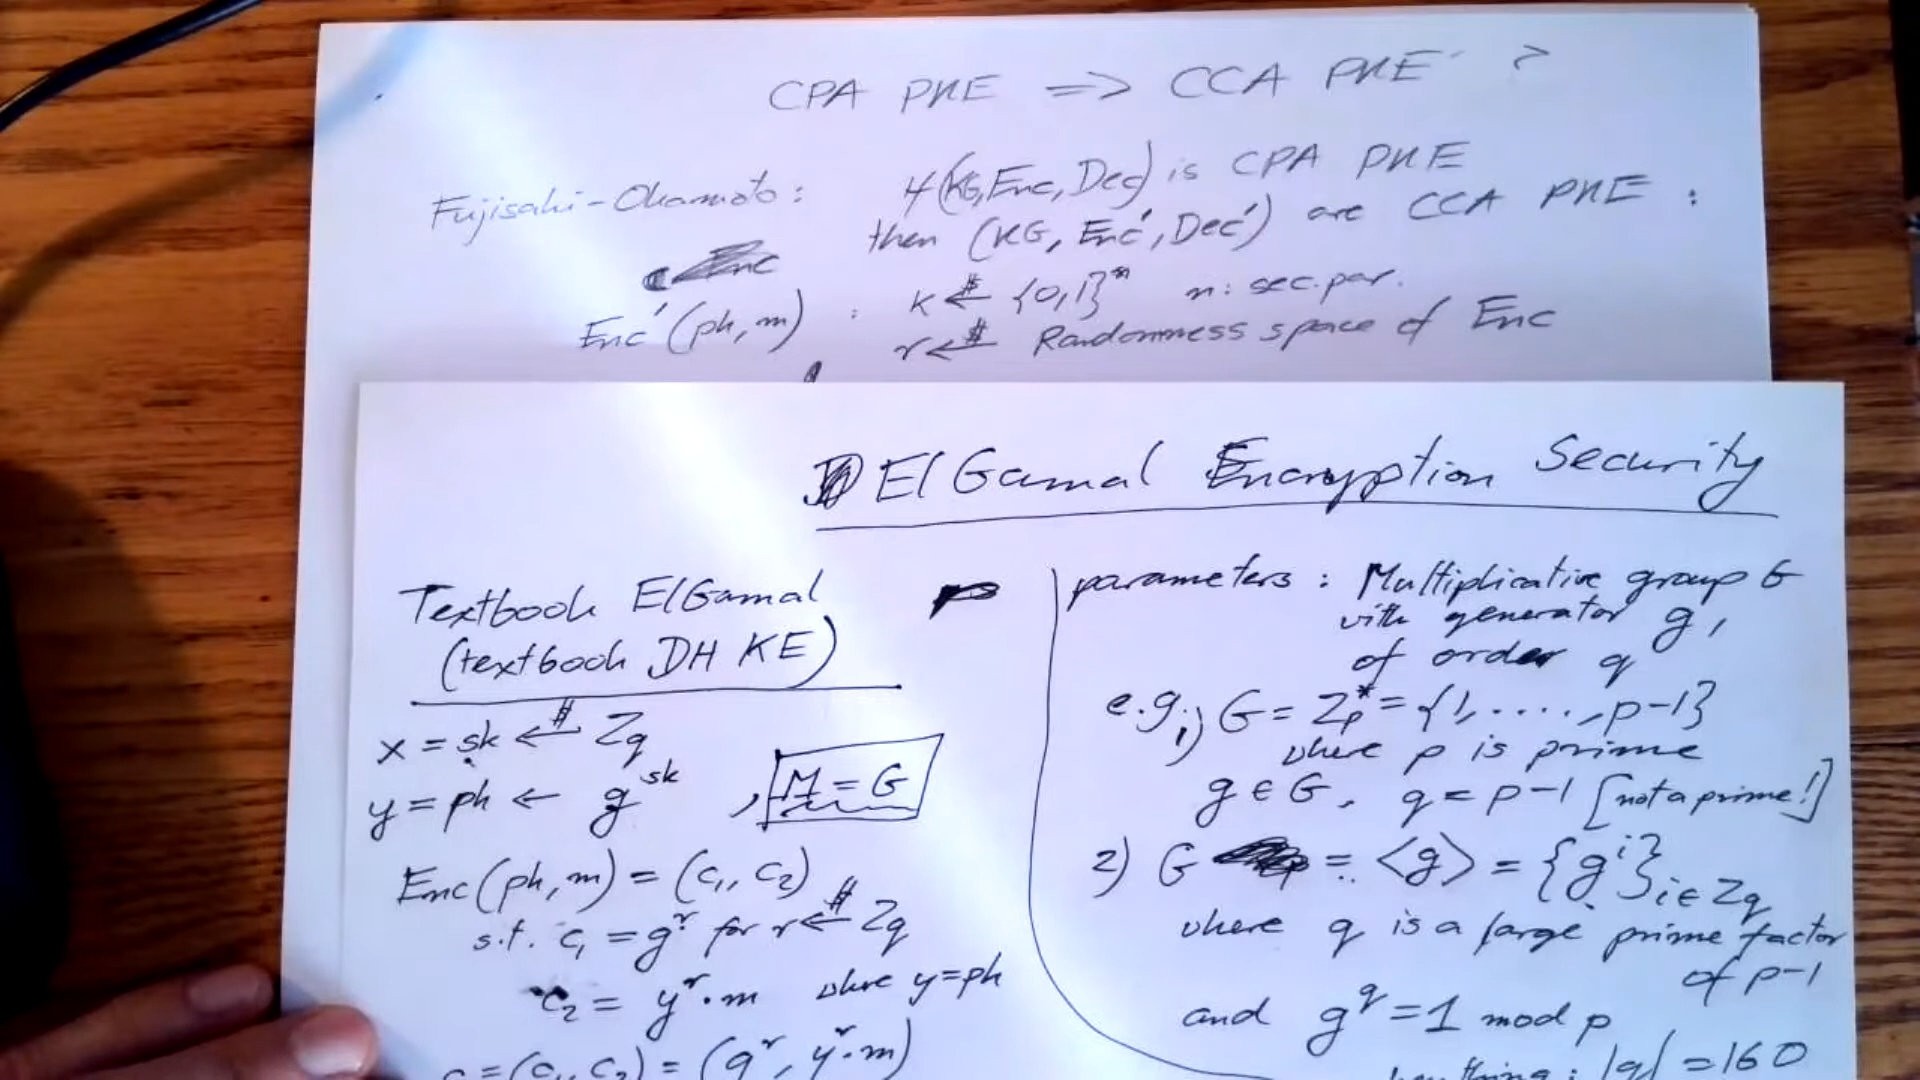 CPA PKE => CCA PKE ?
Fujisaki-Okamoto: if (KG, Enc, Dec) is CPA PKE
then (KG, Enc', Dec') are CCA PKE :
Enc
Enc'(pk, m) : K ←$ {0,1}^n n: sec.par.
r ←$ Randomness space of Enc
ElGamal Encryption Security
Textbook ElGamal
(textbook DH KE)
x = sk ←$ Zq
y = pk ← g^sk , M = G
Enc(pk, m) = (c1, c2)
s.t. c1 = g^r for r ←$ Zq
c2 = y^r · m where y=pk
c = (c1, c2) = (g^r, y^r · m)
parameters : Multiplicative group G
with generator g,
of order q
e.g. 1) G = Zp* = {1, ...., p-1}
where p is prime
g ∈ G, q = p-1 [not a prime!]
2) G = <g> = {g^i} i ∈ Zq
where q is a large prime factor
of p-1
and g^q = 1 mod p
|q| = 160